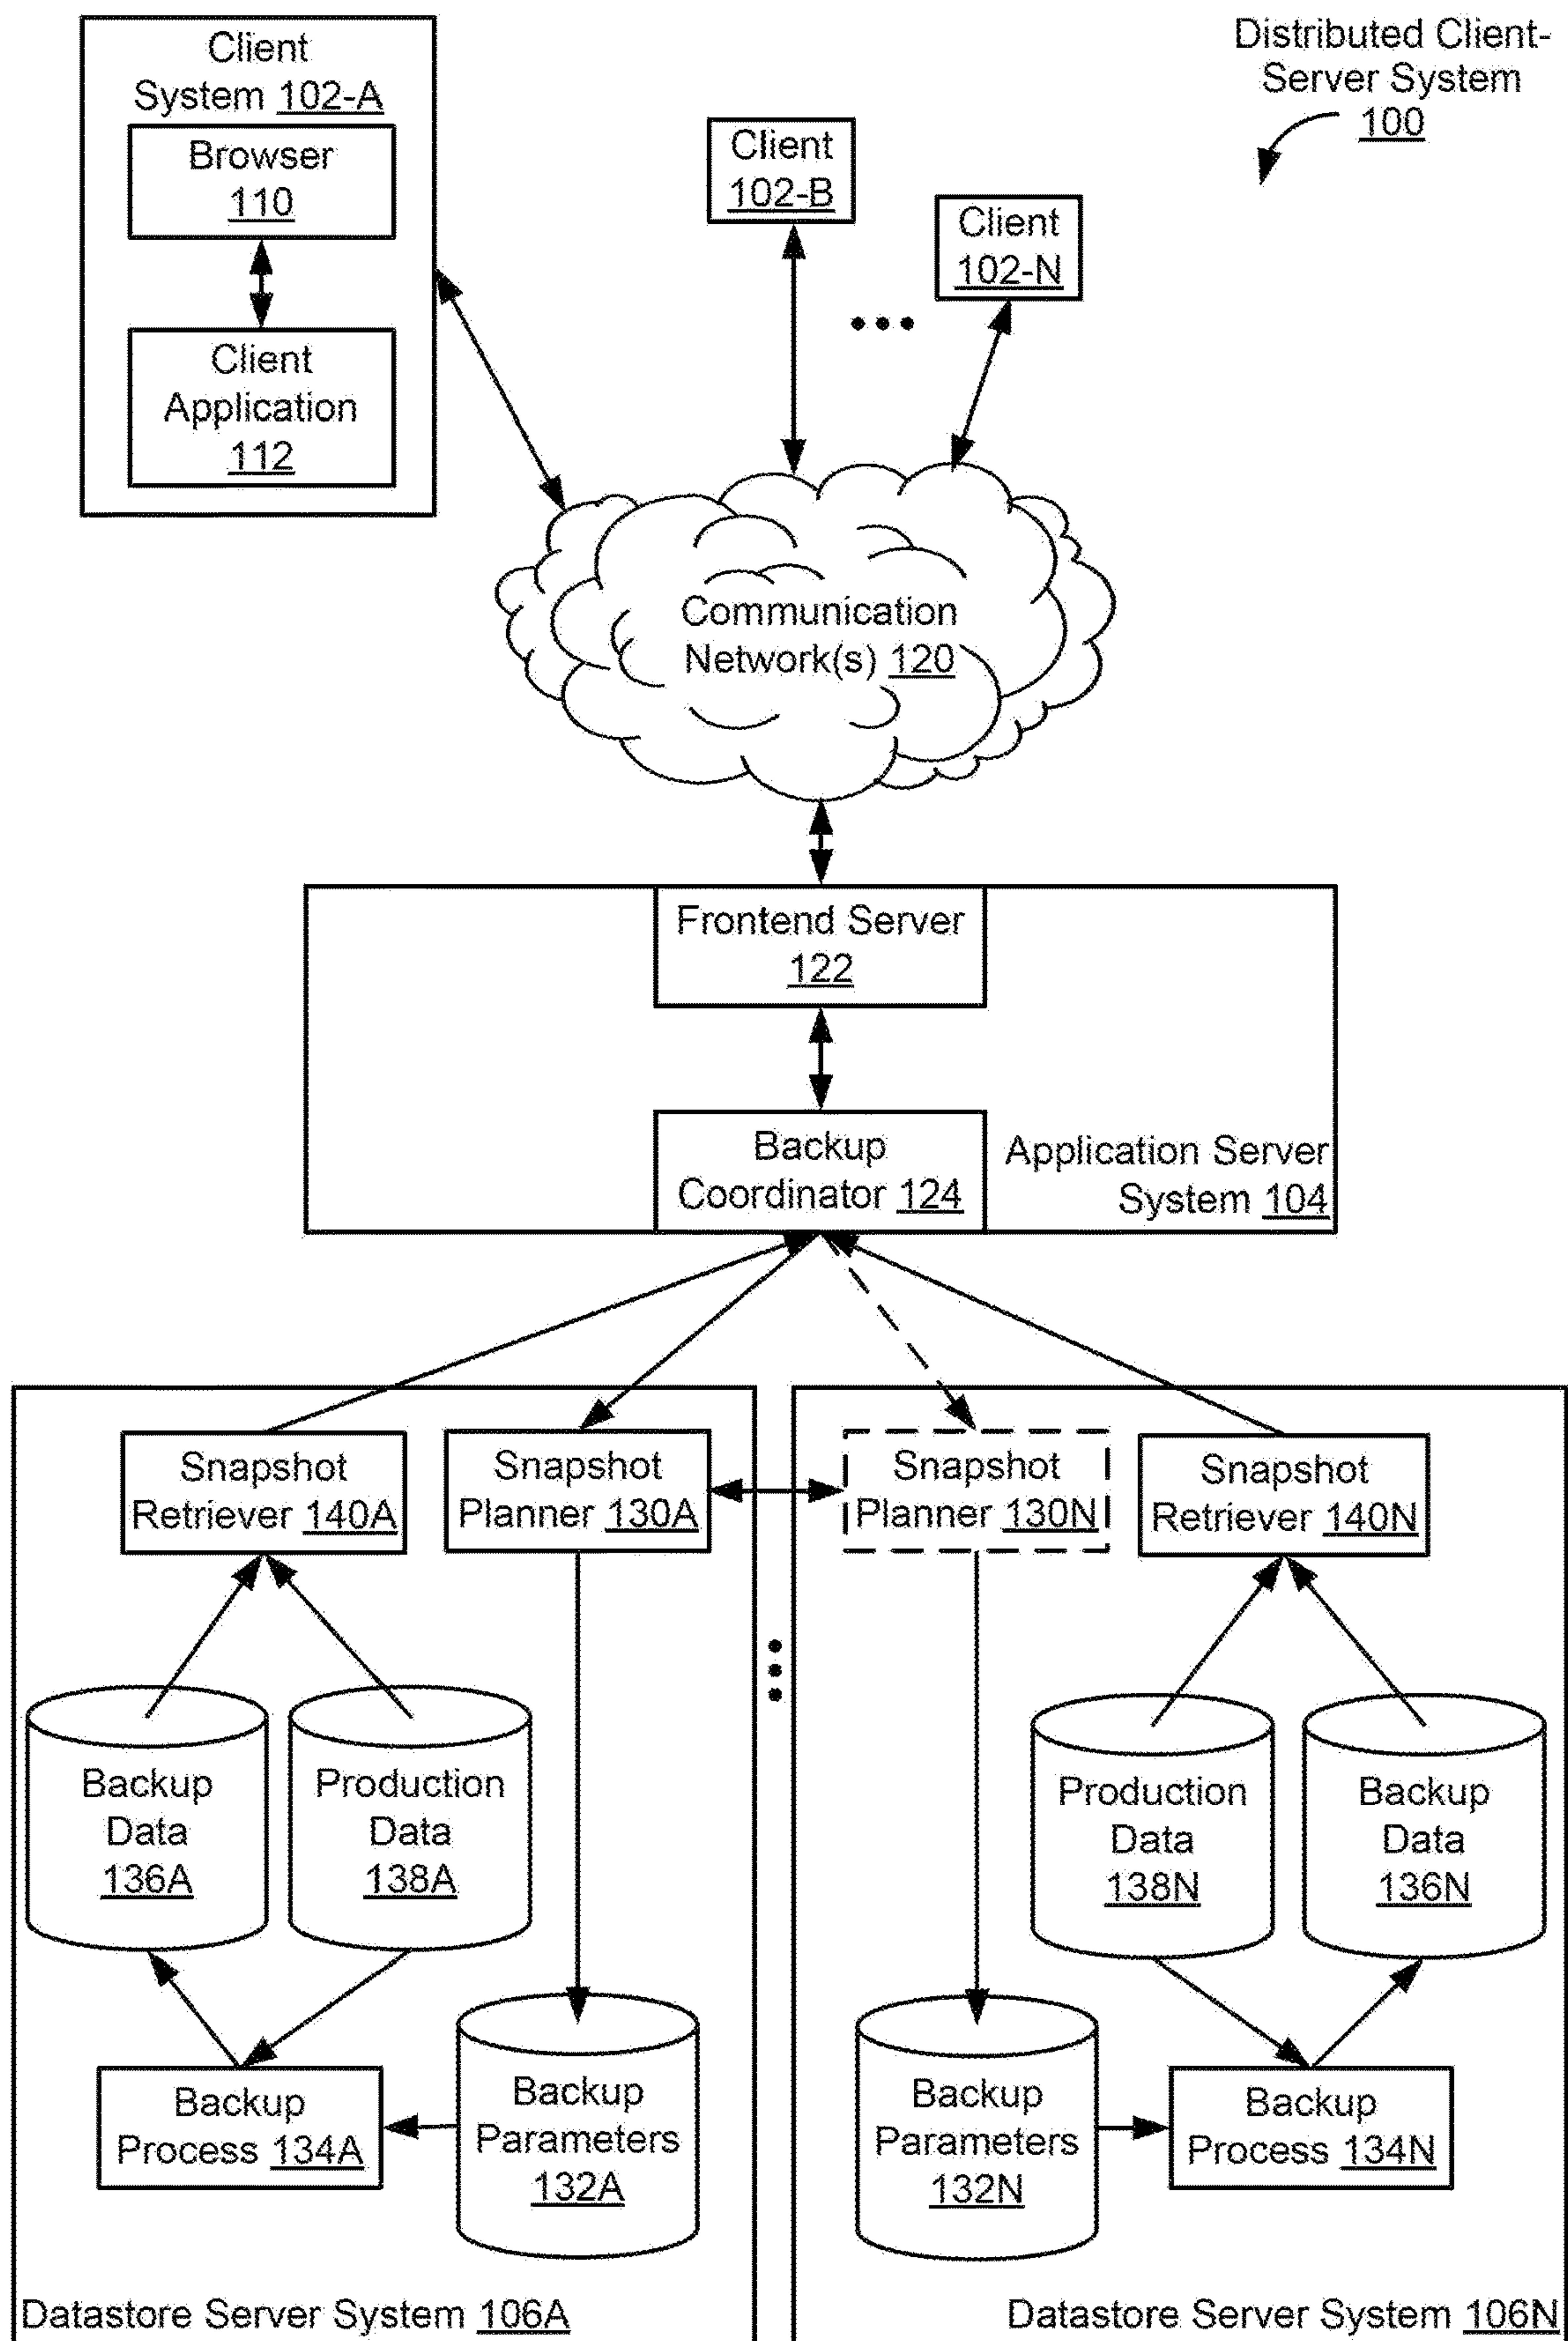 Client
System 102-A
Browser
110
Client
Application
112
Client
102-B
Client
102-N
Distributed Client-
Server System
100
Communication
Network(s) 120
Frontend Server
122
Backup
Coordinator 124
Application Server
System 104
Snapshot
Retriever 140A
Snapshot
Planner 130A
Backup
Data
136A
Production
Data
138A
Backup
Process 134A
Backup
Parameters
132A
Datastore Server System 106A
Snapshot
Planner 130N
Snapshot
Retriever 140N
Production
Data
138N
Backup
Data
136N
Backup
Parameters
132N
Backup
Process 134N
Datastore Server System 106N